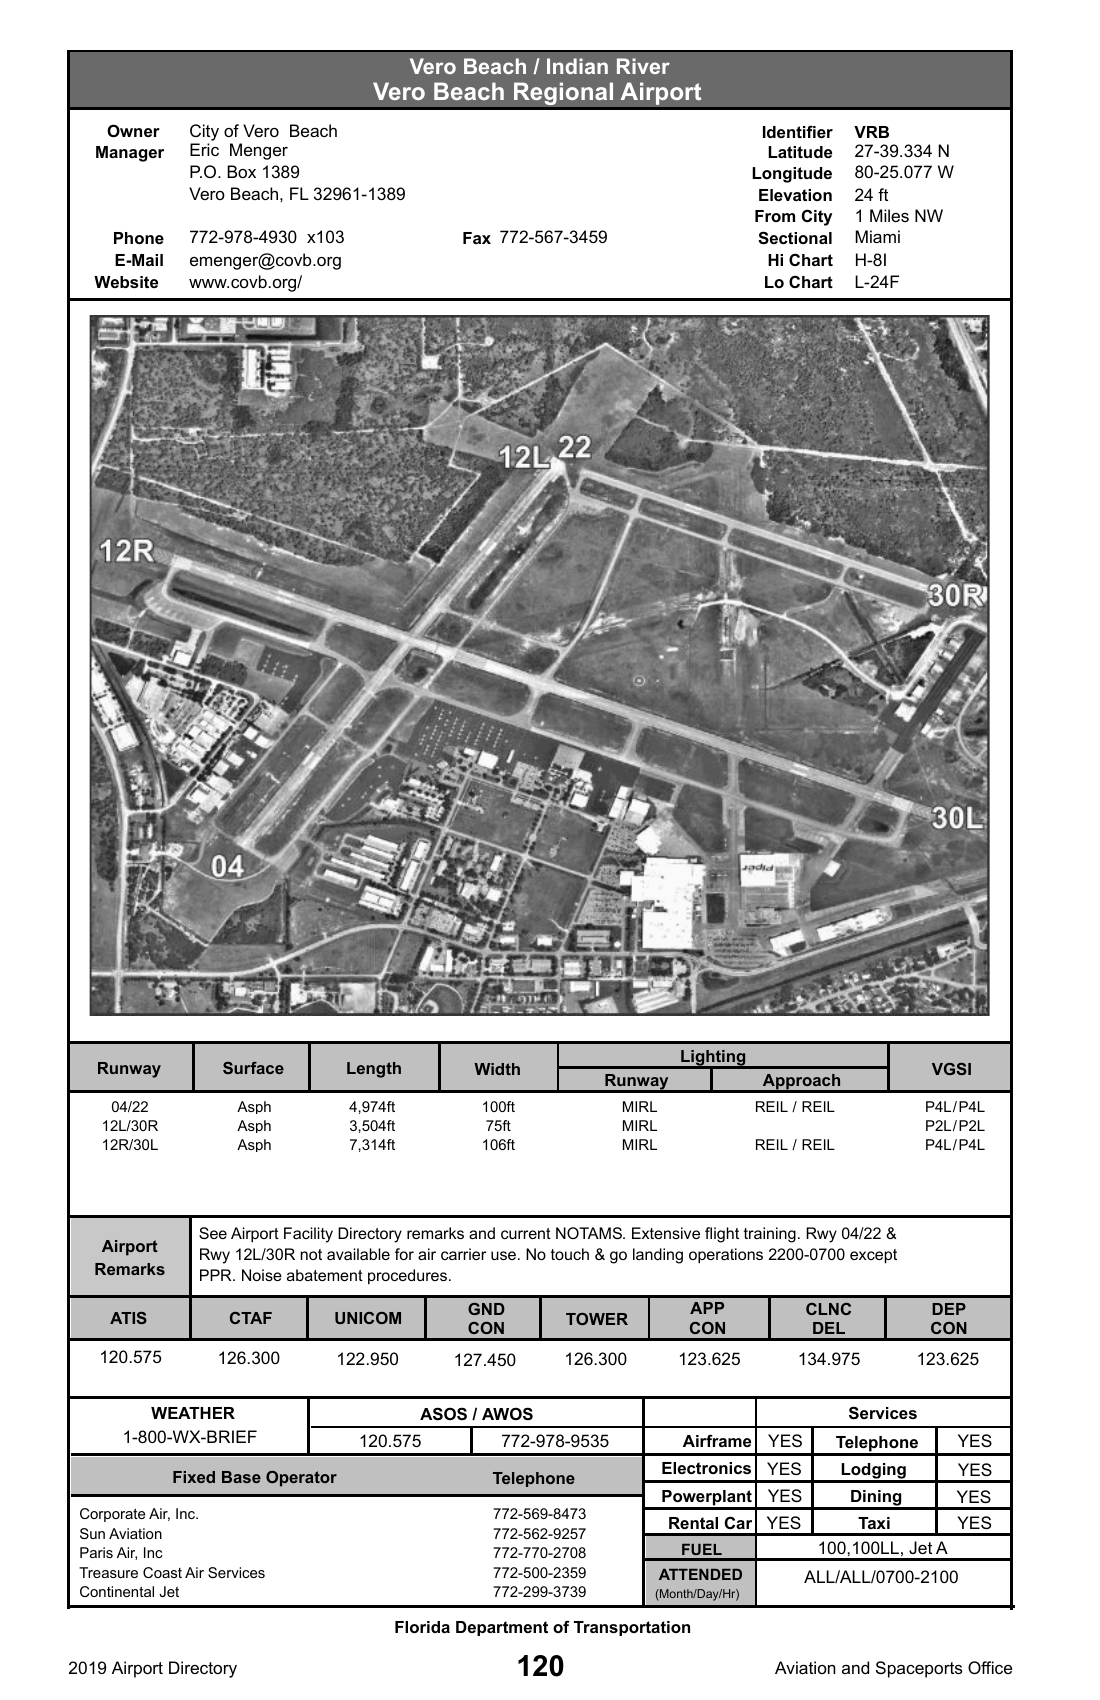 Vero Beach / Indian River
Vero Beach Regional Airport
Owner City of Vero Beach
Manager Eric Menger
P.O. Box 1389
Vero Beach, FL 32961-1389
Phone 772-978-4930 x103 Fax 772-567-3459
E-Mail emenger@covb.org
Website www.covb.org/
Identifier VRB
Latitude 27-39.334 N
Longitude 80-25.077 W
Elevation 24 ft
From City 1 Miles NW
Sectional Miami
Hi Chart H-8I
Lo Chart L-24F
12L 22
12R
30R
30L
04
Piper
Runway Surface Length Width Lighting VGSI
Runway Approach
04/22 Asph 4,974ft 100ft MIRL REIL / REIL P4L/P4L
12L/30R Asph 3,504ft 75ft MIRL P2L/P2L
12R/30L Asph 7,314ft 106ft MIRL REIL / REIL P4L/P4L
Airport Remarks
See Airport Facility Directory remarks and current NOTAMS. Extensive flight training. Rwy 04/22 &
Rwy 12L/30R not available for air carrier use. No touch & go landing operations 2200-0700 except
PPR. Noise abatement procedures.
ATIS CTAF UNICOM GND CON TOWER APP CON CLNC DEL DEP CON
120.575 126.300 122.950 127.450 126.300 123.625 134.975 123.625
WEATHER
1-800-WX-BRIEF
ASOS / AWOS
120.575 772-978-9535
Fixed Base Operator Telephone
Corporate Air, Inc. 772-569-8473
Sun Aviation 772-562-9257
Paris Air, Inc 772-770-2708
Treasure Coast Air Services 772-500-2359
Continental Jet 772-299-3739
Services
Airframe YES Telephone YES
Electronics YES Lodging YES
Powerplant YES Dining YES
Rental Car YES Taxi YES
FUEL 100,100LL, Jet A
ATTENDED ALL/ALL/0700-2100
(Month/Day/Hr)
Florida Department of Transportation
2019 Airport Directory 120 Aviation and Spaceports Office